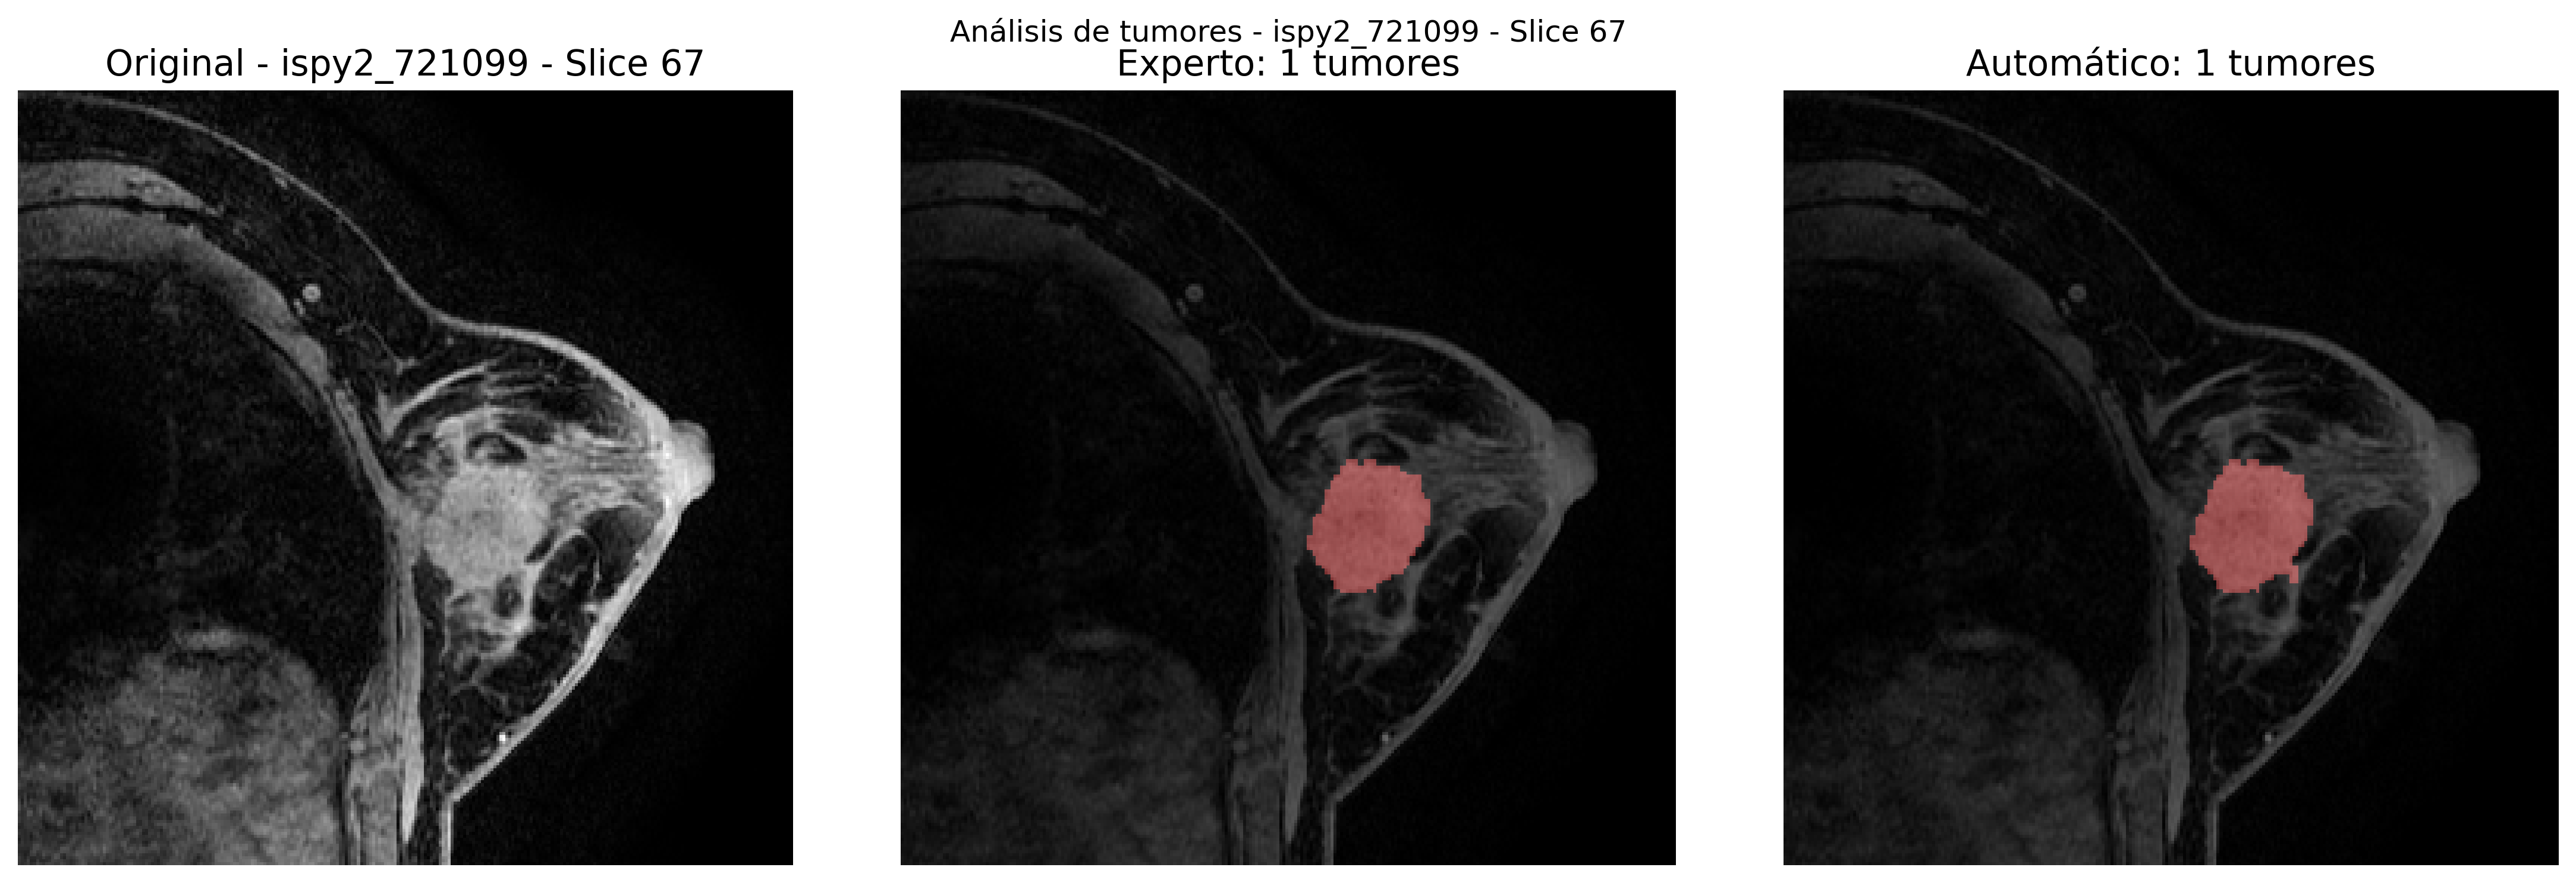 Análisis de tumores - ispy2_721099 - Slice 67
Original - ispy2_721099 - Slice 67
Experto: 1 tumores
Automático: 1 tumores